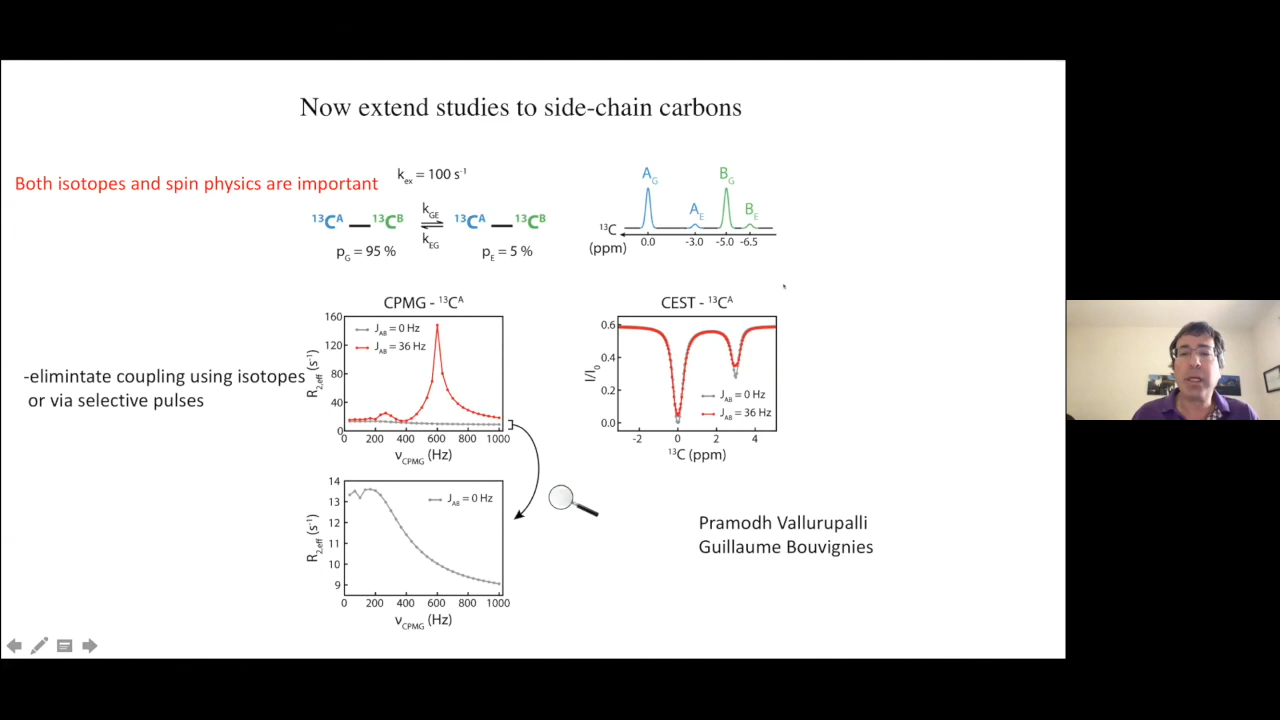 Now extend studies to side-chain carbons
Both isotopes and spin physics are important
kex = 100 s-1
13CA 13CB kGE kEG 13CA 13CB
pG = 95 % pE = 5 %
AG AE BG BE
13C (ppm)
0.0 -3.0 -5.0 -6.5
CPMG - 13CA
R2,eff (s-1)
160
120
80
40
0
JAB = 0 Hz
JAB = 36 Hz
0 200 400 600 800 1000
νCPMG (Hz)
CEST - 13CA
I/I0
0.6
0.4
0.2
0.0
JAB = 0 Hz
JAB = 36 Hz
-2 0 2 4
13C (ppm)
-elimintate coupling using isotopes
or via selective pulses
R2,eff (s-1)
14
13
12
11
10
9
JAB = 0 Hz
0 200 400 600 800 1000
νCPMG (Hz)
Pramodh Vallurupalli
Guillaume Bouvignies